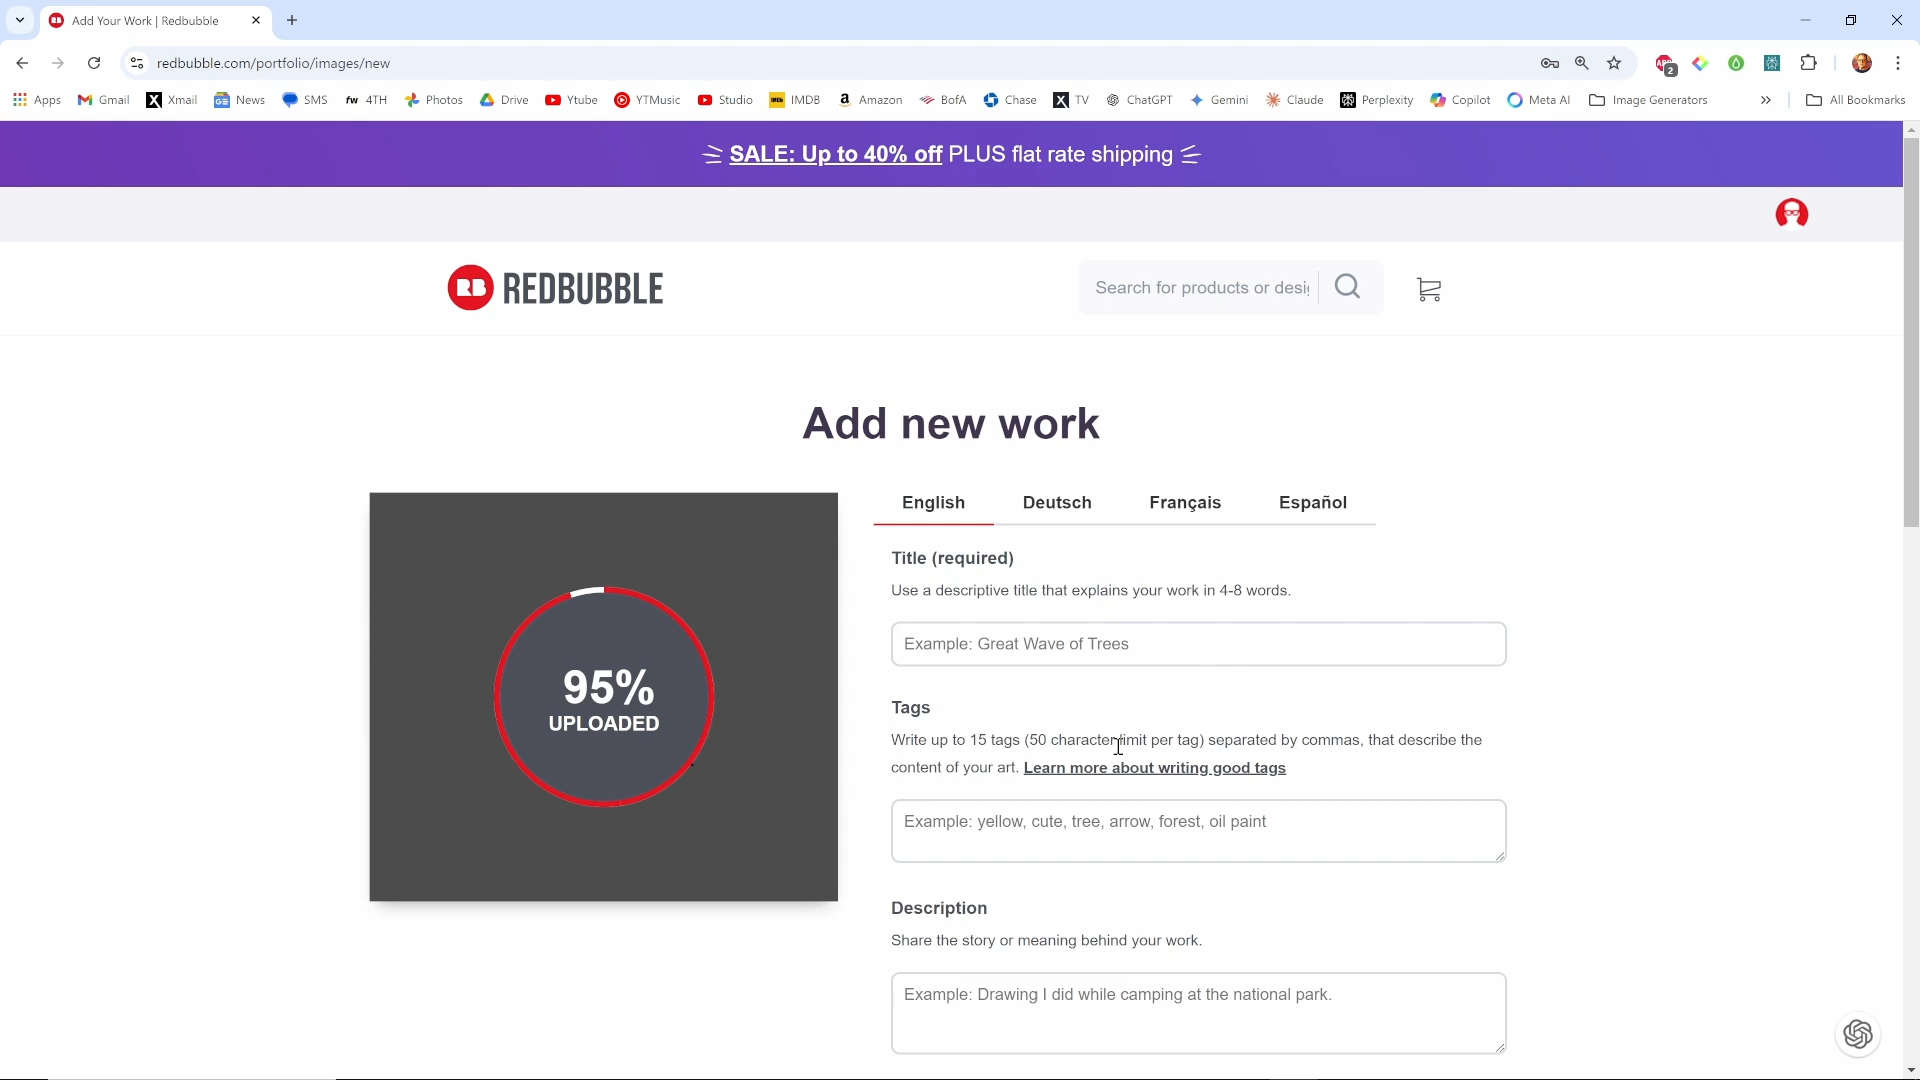 Add Your Work | Redbubble
redbubble.com/portfolio/images/new
2
Apps Gmail Xmail News SMS fw 4TH Photos Drive Ytube YTMusic Studio IMDB Amazon BofA Chase TV ChatGPT Gemini Claude Perplexity Copilot Meta AI Image Generators » All Bookmarks
SALE: Up to 40% off PLUS flat rate shipping
RB REDBUBBLE
Search for products or desig
Add new work
English Deutsch Français Español
Title (required)
Use a descriptive title that explains your work in 4-8 words.
Example: Great Wave of Trees
95%
UPLOADED
Tags
Write up to 15 tags (50 character limit per tag) separated by commas, that describe the
content of your art. Learn more about writing good tags
Example: yellow, cute, tree, arrow, forest, oil paint
Description
Share the story or meaning behind your work.
Example: Drawing I did while camping at the national park.